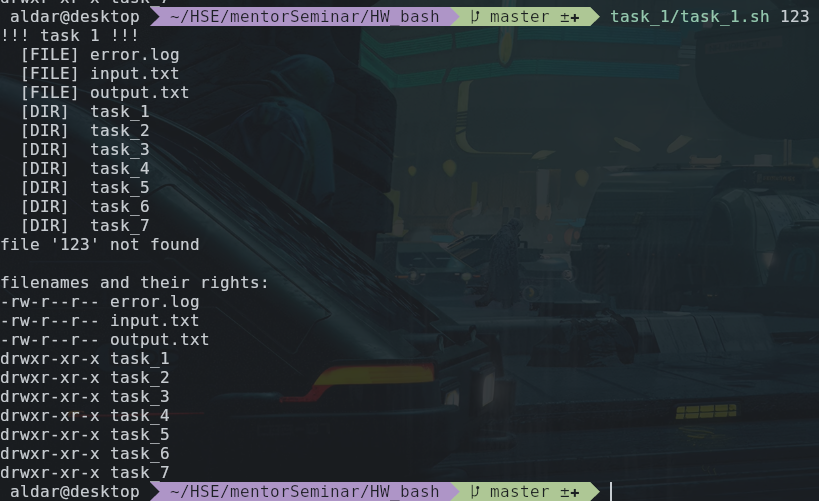 aldar@desktop ~/HSE/mentorSeminar/HW_bash master ±+ task_1/task_1.sh 123
!!! task 1 !!!
[FILE] error.log
[FILE] input.txt
[FILE] output.txt
[DIR] task_1
[DIR] task_2
[DIR] task_3
[DIR] task_4
[DIR] task_5
[DIR] task_6
[DIR] task_7
file '123' not found
filenames and their rights:
-rw-r--r-- error.log
-rw-r--r-- input.txt
-rw-r--r-- output.txt
drwxr-xr-x task_1
drwxr-xr-x task_2
drwxr-xr-x task_3
drwxr-xr-x task_4
drwxr-xr-x task_5
drwxr-xr-x task_6
drwxr-xr-x task_7
aldar@desktop ~/HSE/mentorSeminar/HW_bash master ±+